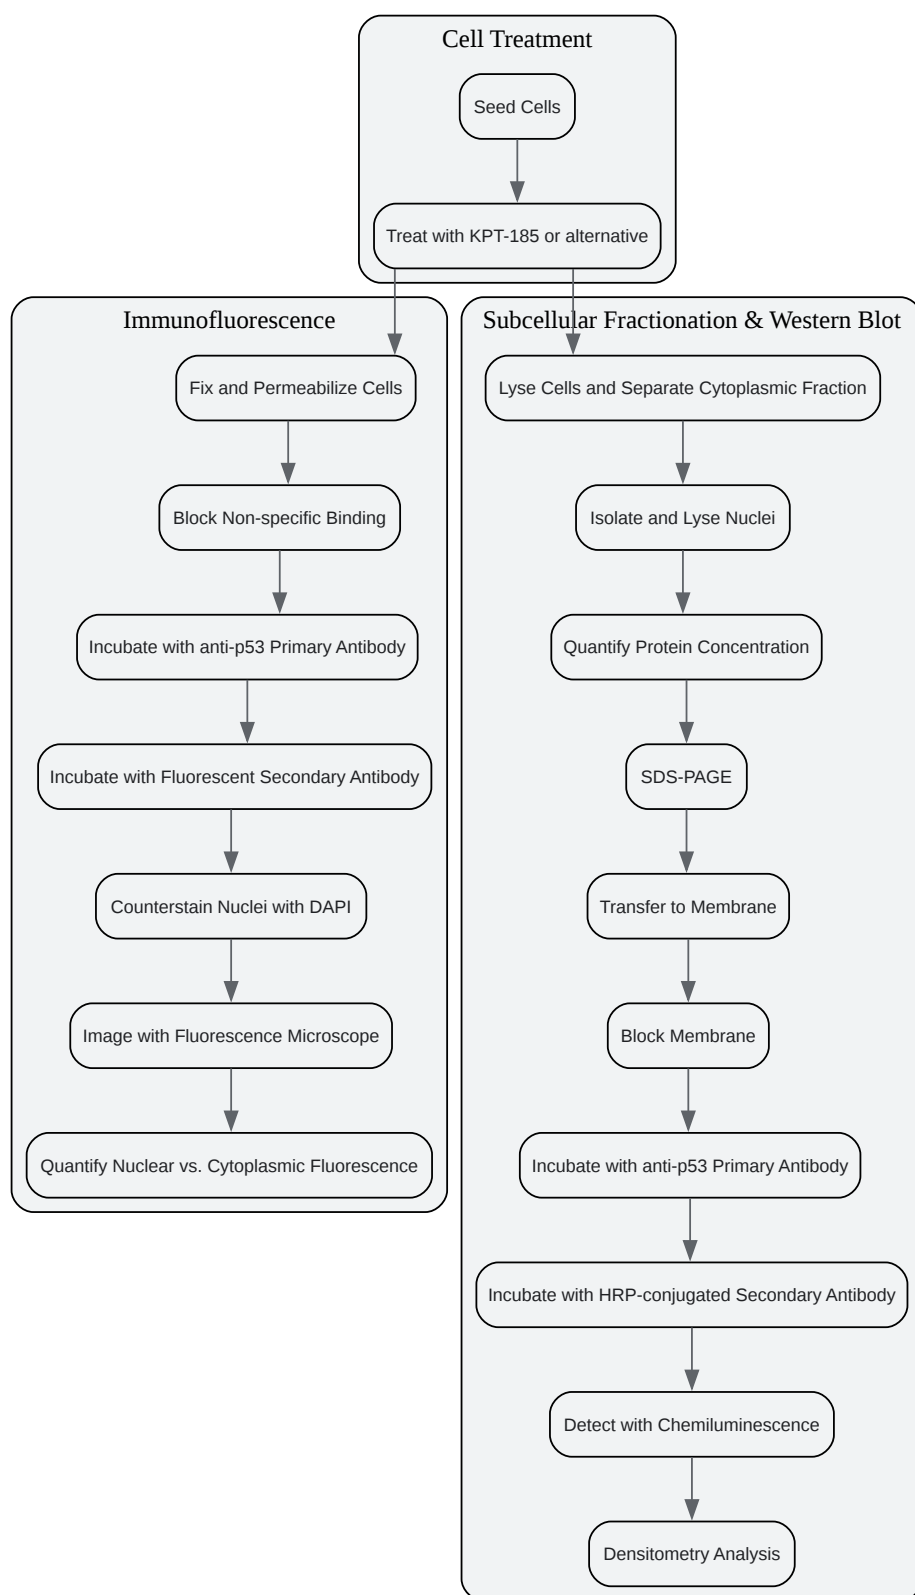 Cell Treatment
Seed Cells
Treat with KPT-185 or alternative
Immunofluorescence
Fix and Permeabilize Cells
Block Non-specific Binding
Incubate with anti-p53 Primary Antibody
Incubate with Fluorescent Secondary Antibody
Counterstain Nuclei with DAPI
Image with Fluorescence Microscope
Quantify Nuclear vs. Cytoplasmic Fluorescence
Subcellular Fractionation & Western Blot
Lyse Cells and Separate Cytoplasmic Fraction
Isolate and Lyse Nuclei
Quantify Protein Concentration
SDS-PAGE
Transfer to Membrane
Block Membrane
Incubate with anti-p53 Primary Antibody
Incubate with HRP-conjugated Secondary Antibody
Detect with Chemiluminescence
Densitometry Analysis